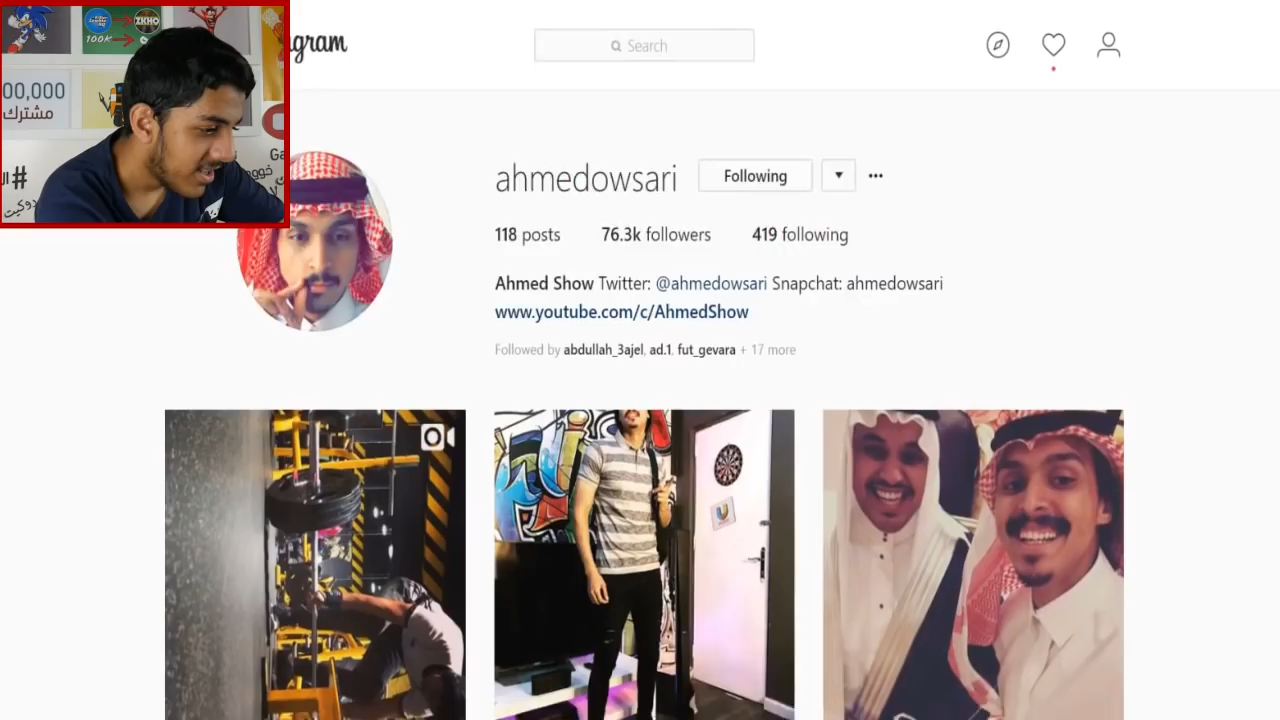 100K
ZKHO
00,000
مشترك
#
gram
Search
ahmedowsari
Following
118 posts
76.3k followers
419 following
Ahmed Show Twitter: @ahmedowsari Snapchat: ahmedowsari
www.youtube.com/c/AhmedShow
Followed by abdullah_3ajel, ad.1, fut_gevara + 17 more